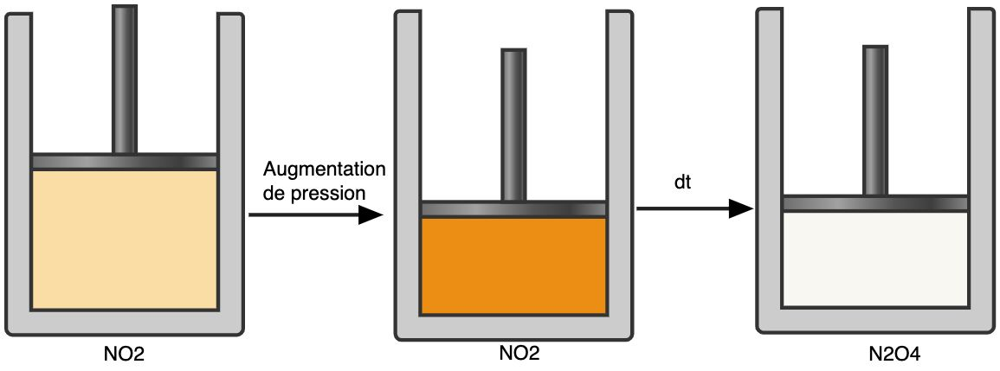 Augmentation
de pression
dt
NO2
NO2
N2O4